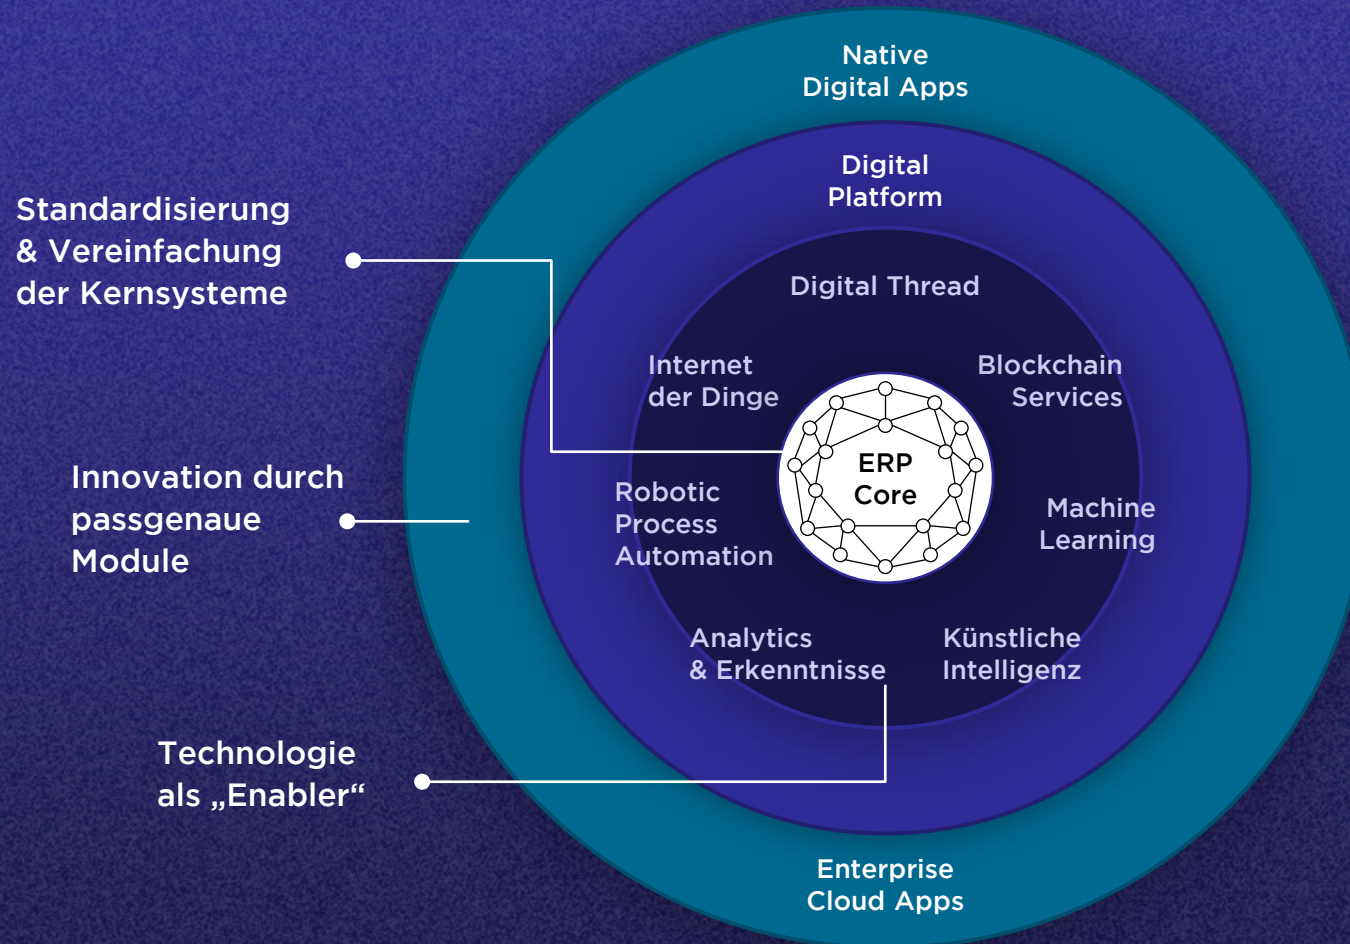 Native
Digital Apps
Digital
Platform
Standardisierung
& Vereinfachung
der Kernsysteme
Digital Thread
Internet
der Dinge
Blockchain
Services
ERP
Core
Innovation durch
passgenaue
Module
Robotic
Process
Automation
Machine
Learning
Analytics
& Erkenntnisse
Künstliche
Intelligenz
Technologie
als „Enabler“
Enterprise
Cloud Apps